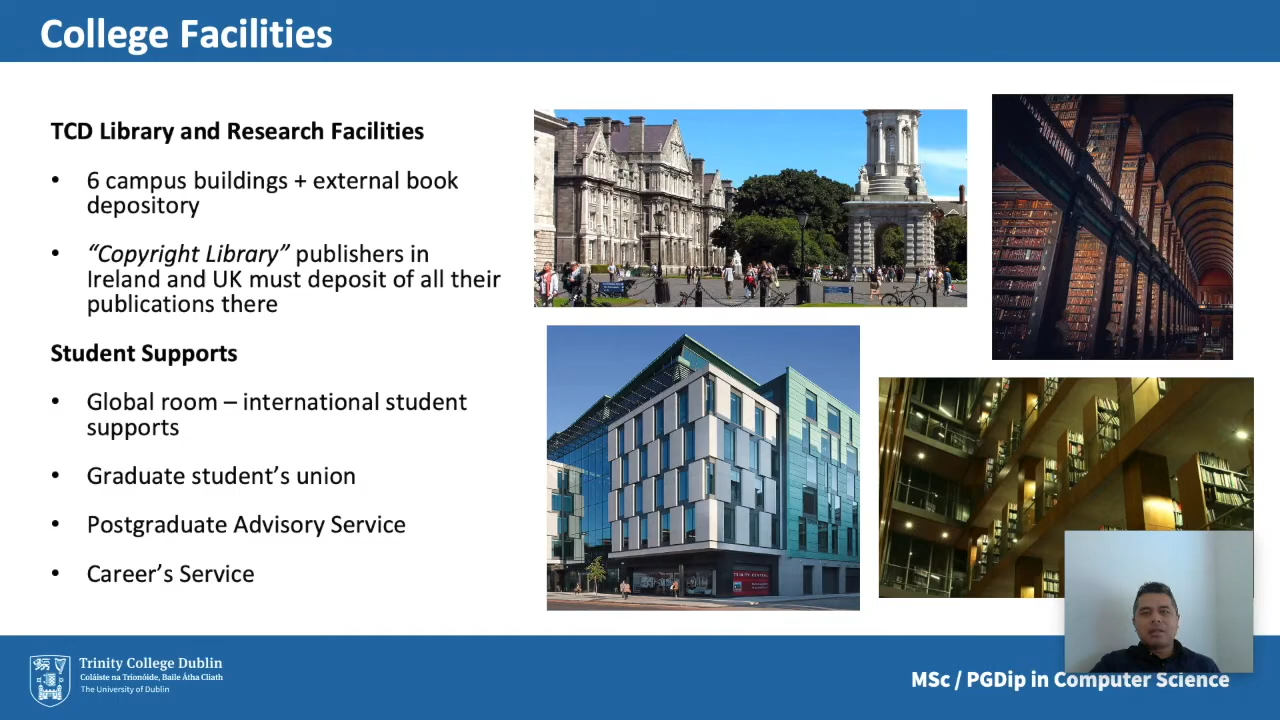 College Facilities
TCD Library and Research Facilities
• 6 campus buildings + external book
depository
• “Copyright Library” publishers in
Ireland and UK must deposit of all their
publications there
Student Supports
• Global room – international student
supports
• Graduate student’s union
• Postgraduate Advisory Service
• Career’s Service
Trinity College Dublin
Coláiste na Tríonóide, Baile Átha Cliath
The University of Dublin
MSc / PGDip in Computer Science